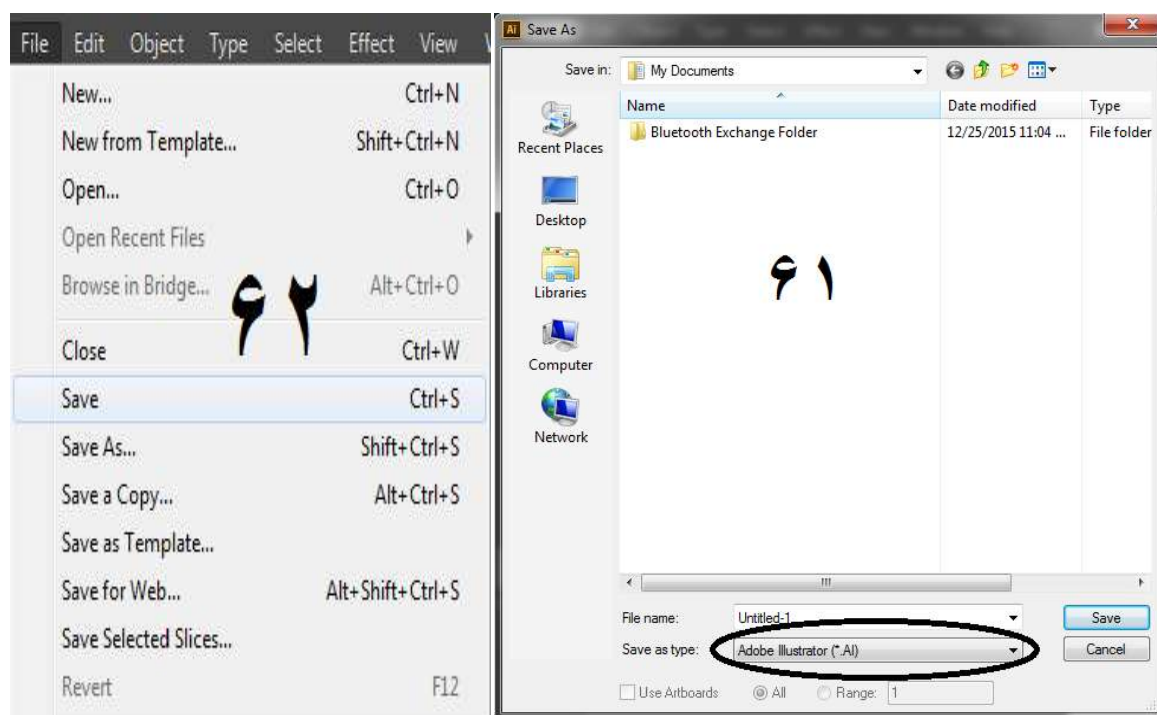 File Edit Object Type Select Effect View
New... Ctrl+N
New from Template... Shift+Ctrl+N
Open... Ctrl+O
Open Recent Files
Browse in Bridge... Alt+Ctrl+O
۶۲
Close Ctrl+W
Save Ctrl+S
Save As... Shift+Ctrl+S
Save a Copy... Alt+Ctrl+S
Save as Template...
Save for Web... Alt+Shift+Ctrl+S
Save Selected Slices...
Revert F12
Ai Save As
Save in: My Documents
Name Date modified Type
Bluetooth Exchange Folder 12/25/2015 11:04 ... File folder
Recent Places
Desktop
Libraries
Computer
Network
۶۱
File name: Untitled-1 Save
Save as type: Adobe Illustrator (*.AI) Cancel
Use Artboards All Range: 1